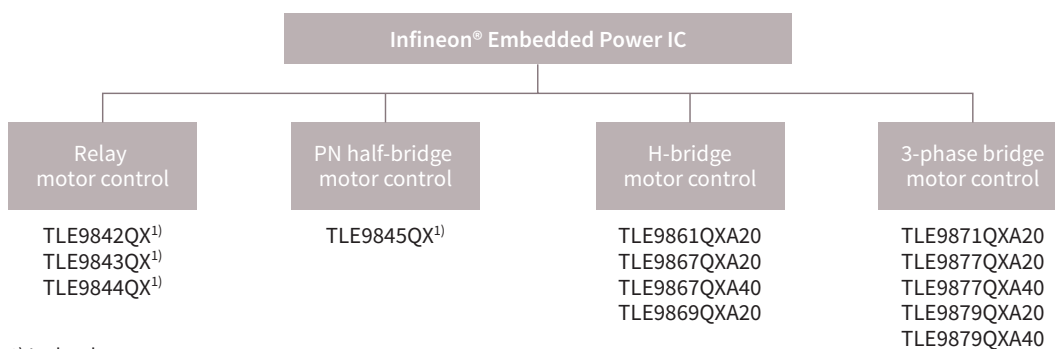 Infineon® Embedded Power IC
Relay
motor control
PN half-bridge
motor control
H-bridge
motor control
3-phase bridge
motor control
TLE9842QX¹⁾
TLE9843QX¹⁾
TLE9844QX¹⁾
TLE9845QX¹⁾
TLE9861QXA20
TLE9867QXA20
TLE9867QXA40
TLE9869QXA20
TLE9871QXA20
TLE9877QXA20
TLE9877QXA40
TLE9879QXA20
TLE9879QXA40